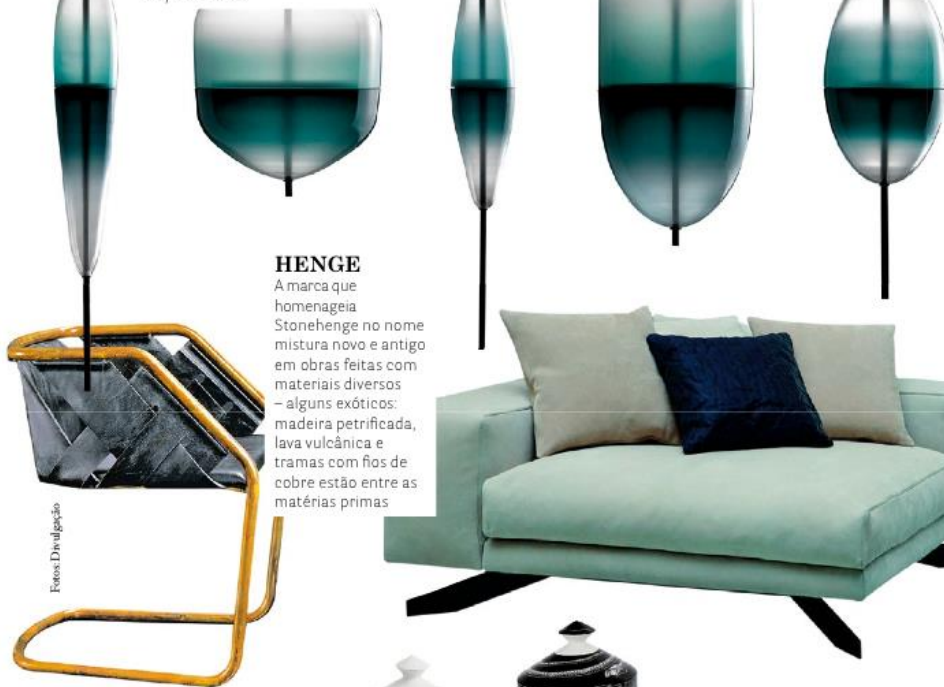 HENGE
A marca que
homenageia
Stonehenge no nome
mistura novo e antigo
em obras feitas com
materiais diversos
– alguns exóticos:
madeira petrificada,
lava vulcânica e
tramas com fios de
cobre estão entre as
matérias primas
Fotos: Divulgação